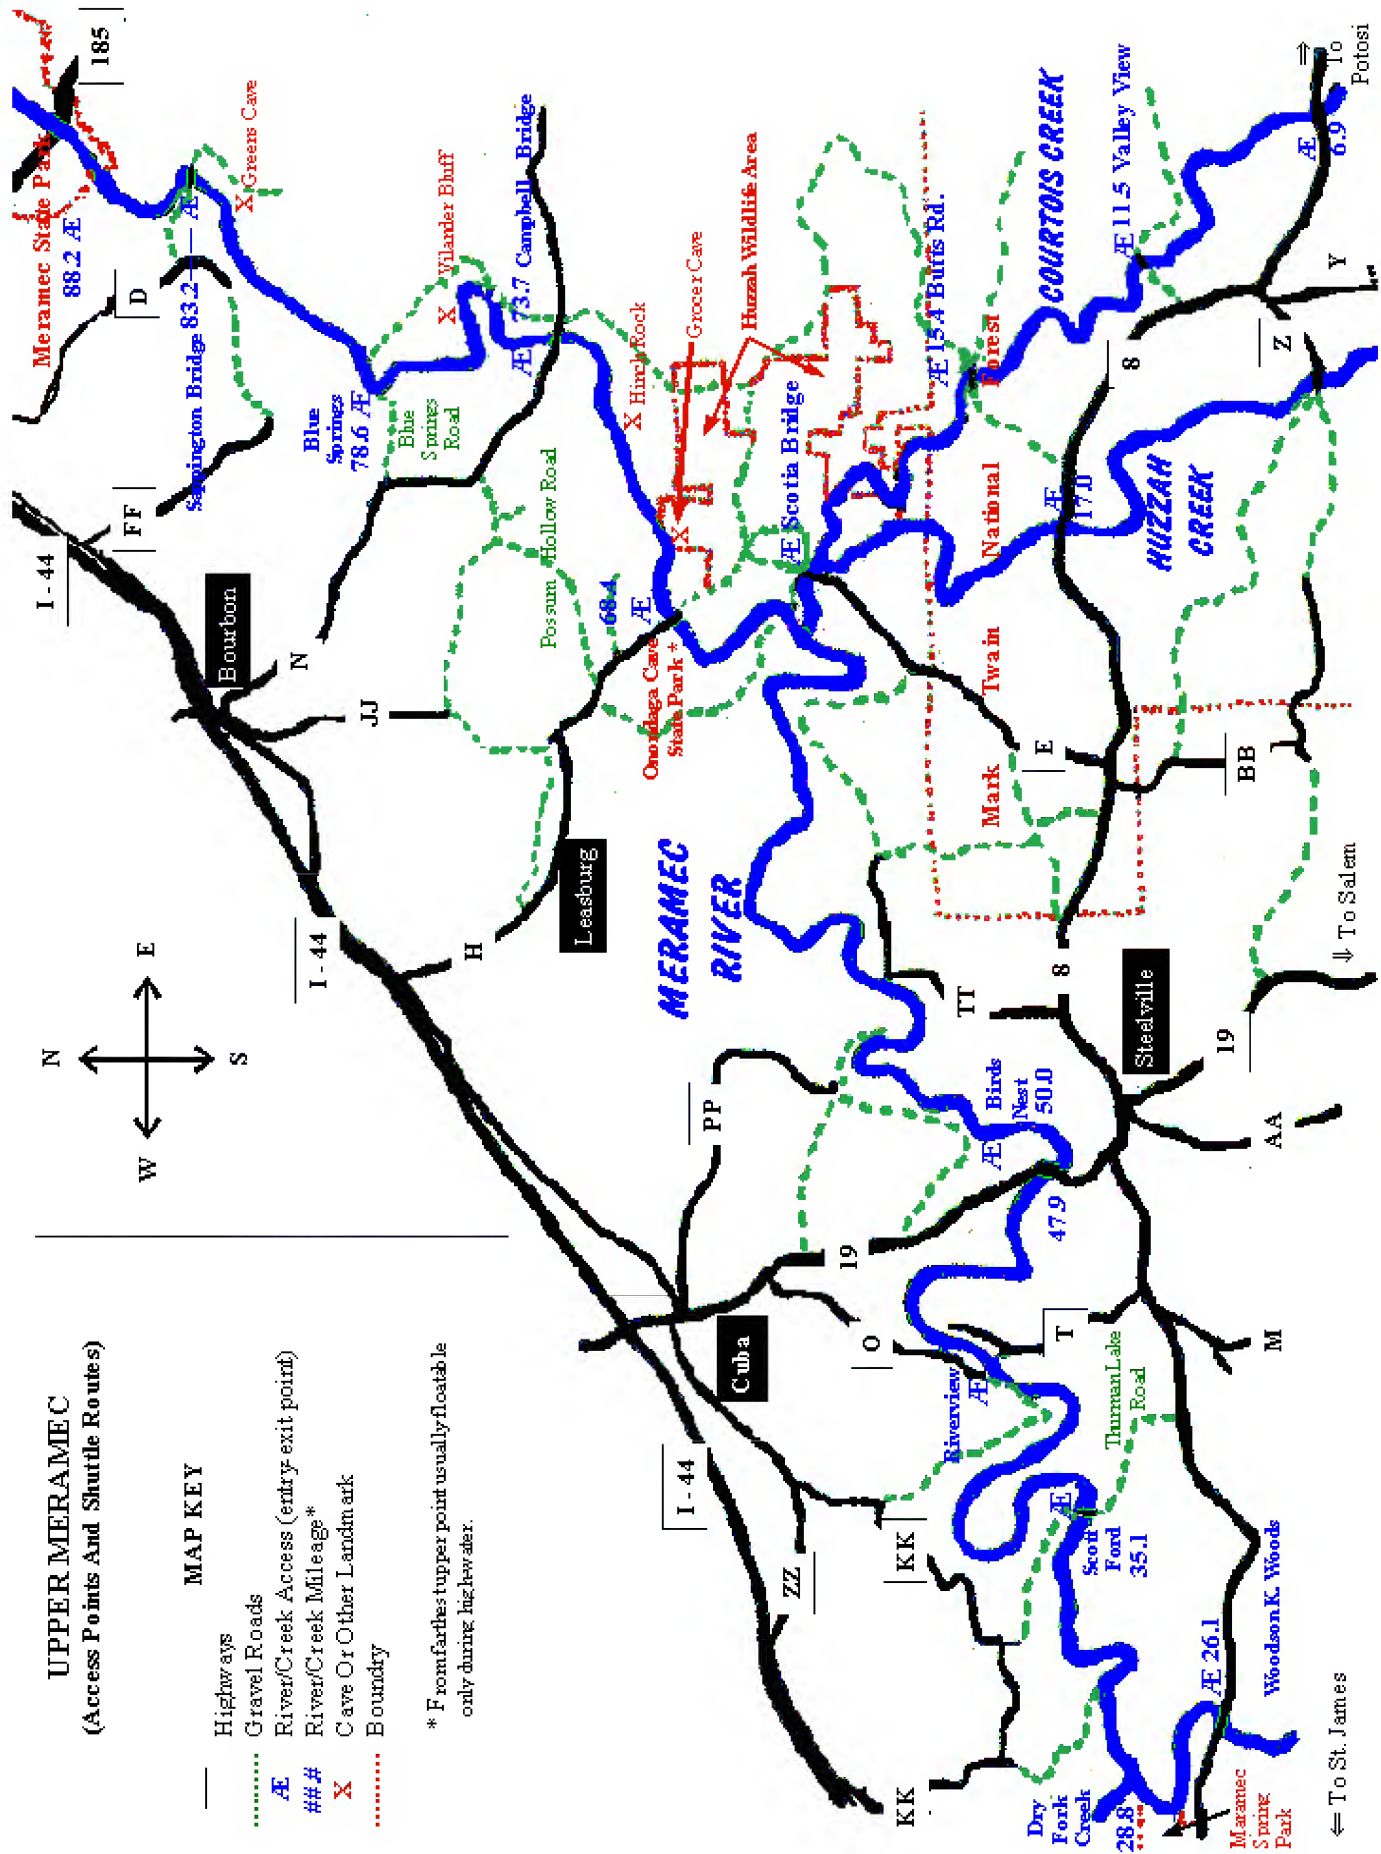 UPPER MERAMEC
(Access Points And Shuttle Routes)
MAP KEY
Highways
Gravel Roads
Æ River/Creek Access (entry-exit point)
##.# River/Creek Mileage*
X Cave Or Other Landmark
Boundry
* From farthest upper point usually floatable
only during highwater.
N
W
E
S
I-44
I-44
I-44
185
Meramec State Park
88.2 Æ
D
Sappington Bridge 83.2 Æ
X Greens Cave
FF
Bourbon
N
JJ
Blue
Springs
78.6 Æ
Blue
Springs
Road
X Vilander Bluff
Æ 73.7 Campbell Bridge
Possum Hollow Road
X Hinch Rock
68.4
Æ
Onondaga Cave
State Park *
X
Grocer Cave
Huzzah Wildlife Area
Leasburg
H
MERAMEC
RIVER
Æ Scotia Bridge
Æ 15.4 Butts Rd.
COURTOIS CREEK
Æ 11.5 Valley View
Æ
6.9
⇒
To
Potosi
Y
Z
8
Æ
17.0
HUZZAH
CREEK
Mark Twain National Forest
E
BB
8
TT
Steelville
19
⇓ To Salem
AA
PP
Birds
Nest
50.0
Æ
47.9
19
Cuba
O
T
M
Riverview
Æ
Thurman Lake
Road
ZZ
KK
KK
Æ
Scott
Ford
35.1
Æ 26.1
Woodson K. Woods
Dry
Fork
Creek
28.8
Maramec
Spring
Park
⇐ To St. James